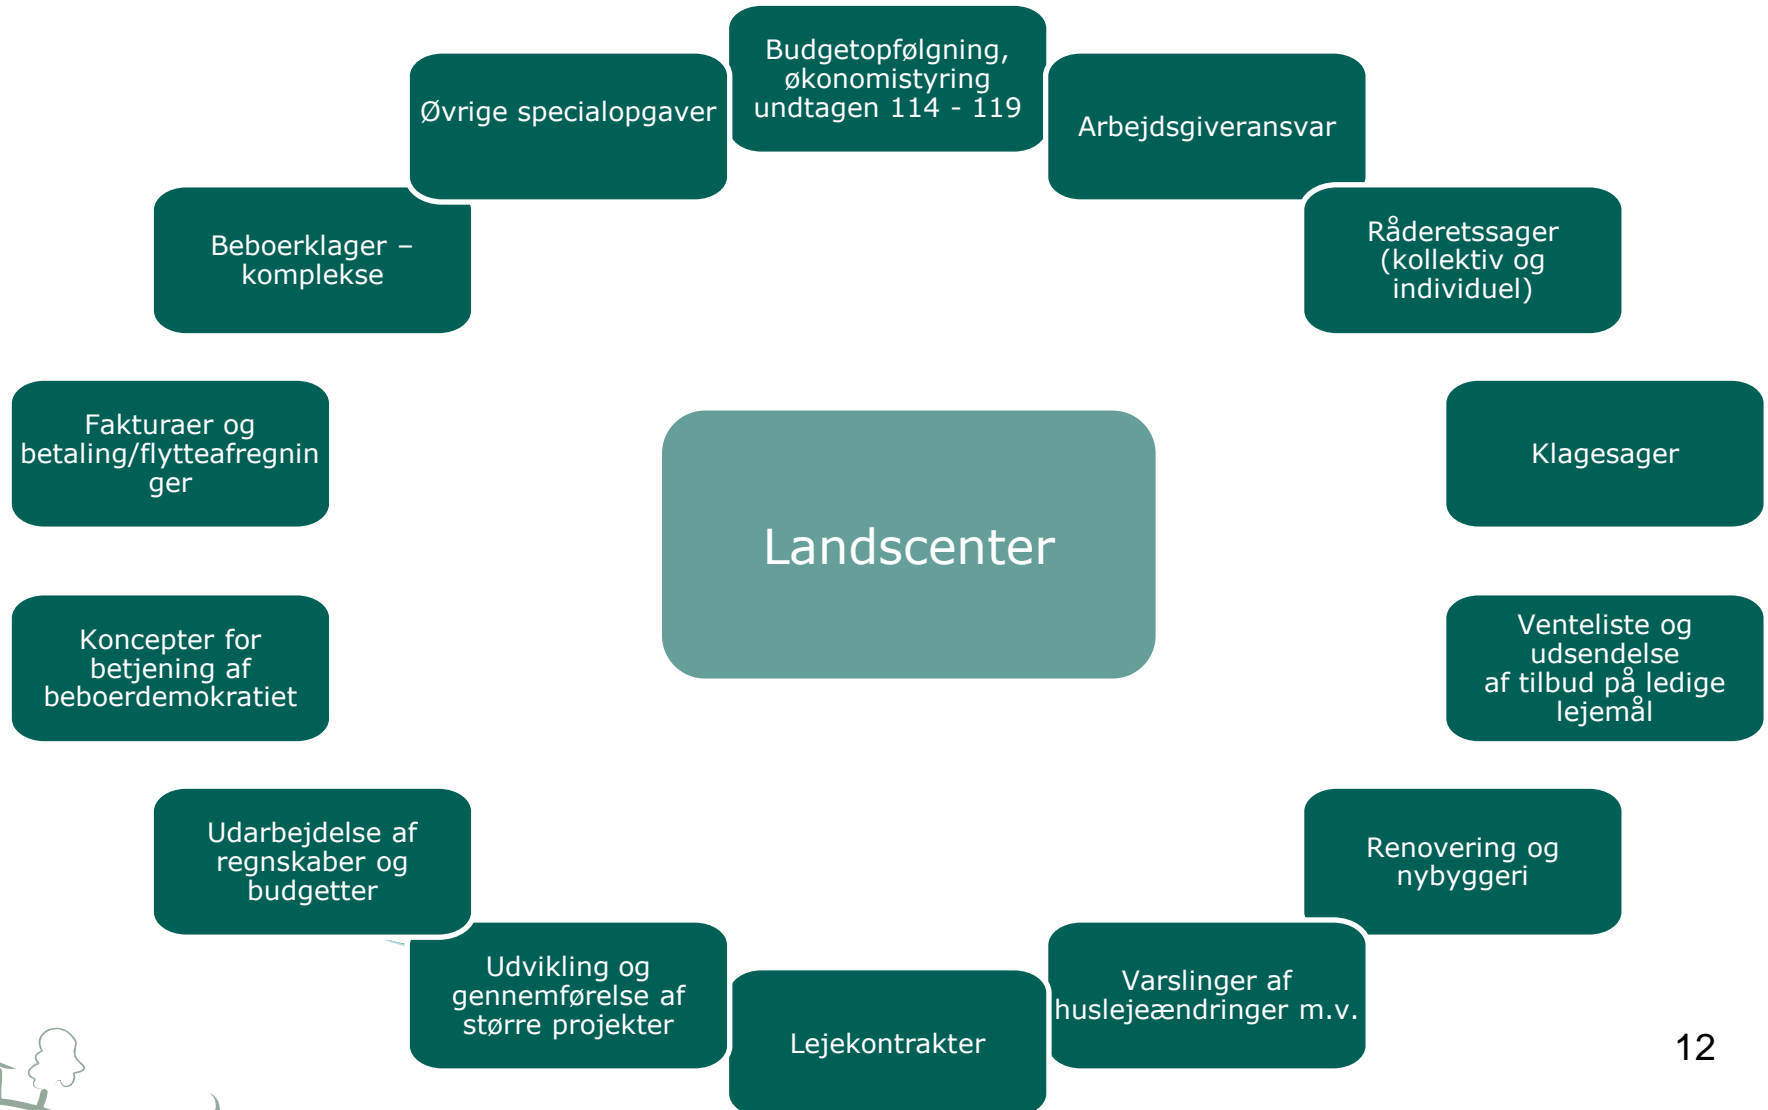 Budgetopfølgning,
økonomistyring
undtagen 114 - 119
Arbejdsgiveransvar
Råderetssager
(kollektiv og
individuel)
Klagesager
Venteliste og
udsendelse
af tilbud på ledige
lejemål
Renovering og
nybyggeri
Varslinger af
huslejeændringer m.v.
Lejekontrakter
Udvikling og
gennemførelse af
større projekter
Udarbejdelse af
regnskaber og
budgetter
Koncepter for
betjening af
beboerdemokratiet
Fakturaer og
betaling/flytteafregnin
ger
Beboerklager –
komplekse
Øvrige specialopgaver
Landscenter
12